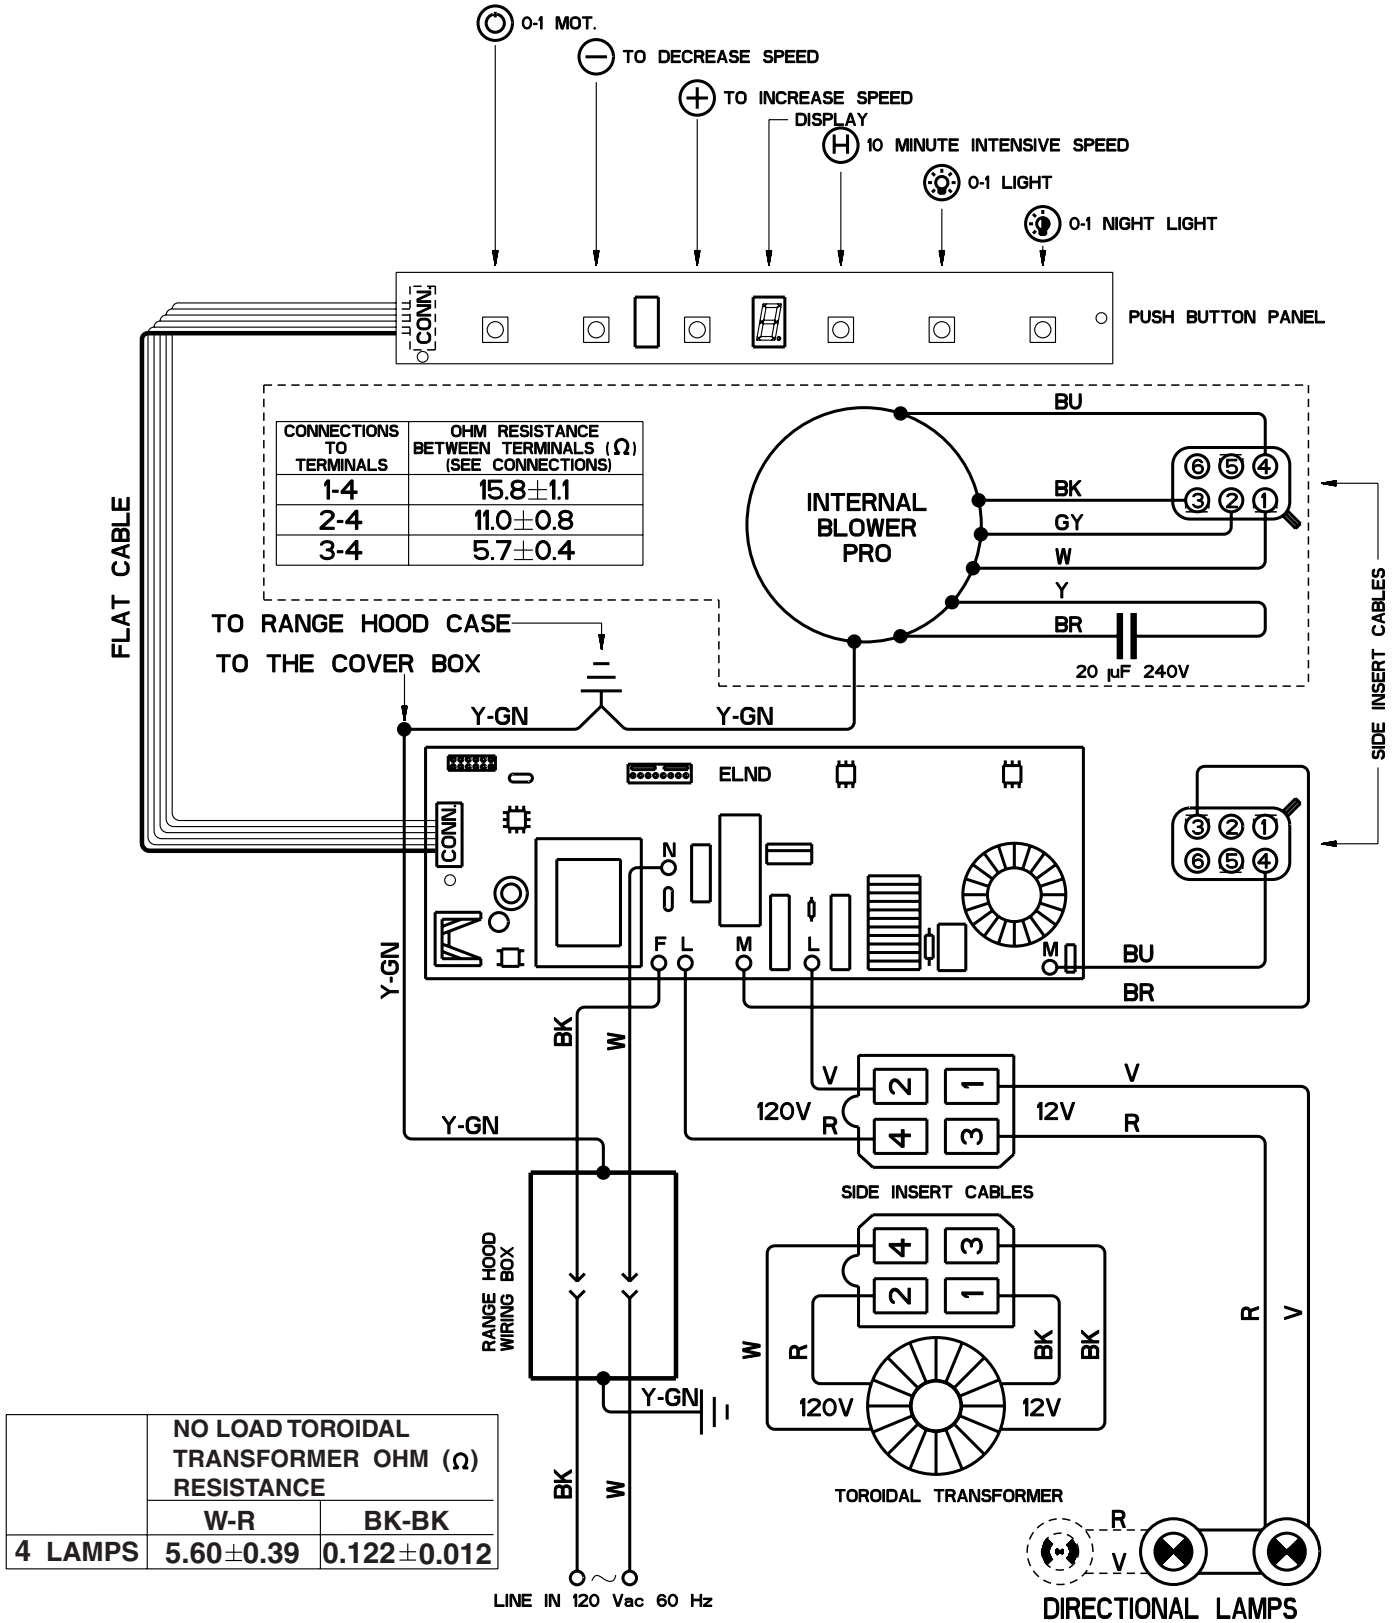 0-1 MOT.
TO DECREASE SPEED
TO INCREASE SPEED
DISPLAY
H
10 MINUTE INTENSIVE SPEED
0-1 LIGHT
0-1 NIGHT LIGHT
CONN.
8.
PUSH BUTTON PANEL
FLAT CABLE
CONNECTIONS TO TERMINALS
OHM RESISTANCE BETWEEN TERMINALS (Ω) (SEE CONNECTIONS)
1-4 15.8±1.1
2-4 11.0±0.8
3-4 5.7±0.4
INTERNAL
BLOWER
PRO
BU
BK
GY
W
Y
BR
20 µF 240V
6 5 4
3 2 1
SIDE INSERT CABLES
TO RANGE HOOD CASE
TO THE COVER BOX
Y-GN
Y-GN
ELND
CONN.
N
F L M L M
3 2 1
6 5 4
BU
BR
Y-GN
BK
W
Y-GN
V
R
120V
2 1
4 3
12V
V
R
SIDE INSERT CABLES
4 3
2 1
W
R
BK
BK
120V
12V
TOROIDAL TRANSFORMER
R
V
RANGE HOOD
WIRING BOX
Y-GN
BK
W
LINE IN 120 Vac 60 Hz
NO LOAD TOROIDAL
TRANSFORMER OHM (Ω)
RESISTANCE
W-R BK-BK
4 LAMPS 5.60±0.39 0.122±0.012
R
V
DIRECTIONAL LAMPS